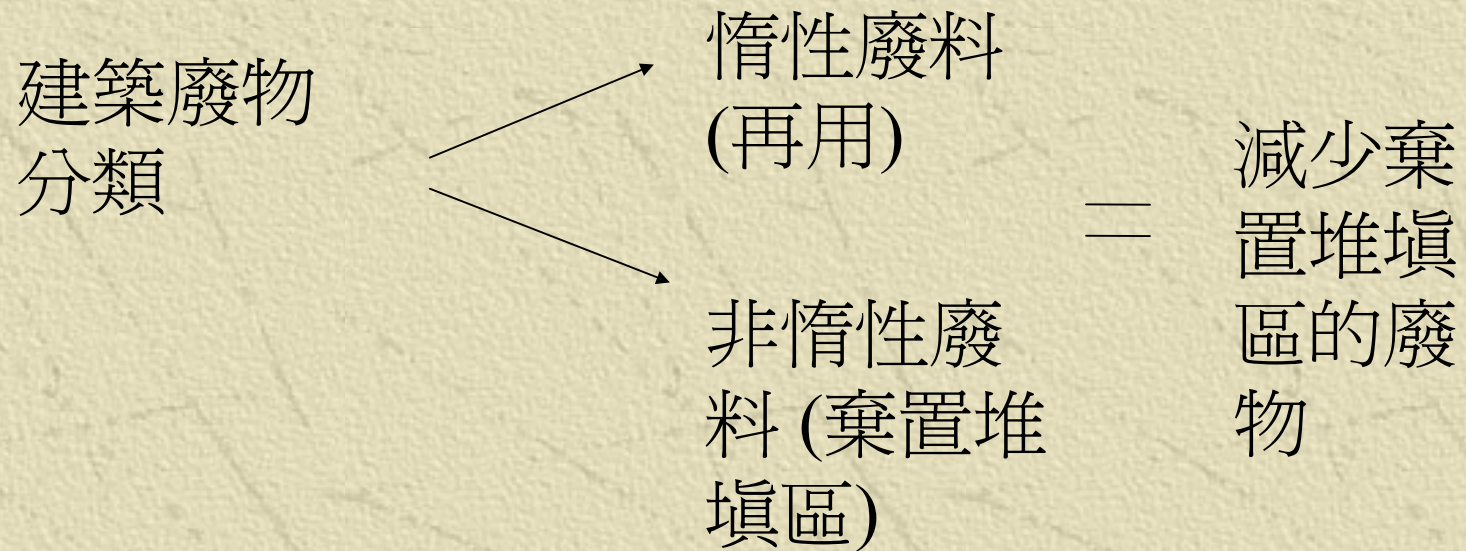 建築廢物
分類
惰性廢料
(再用)
非惰性廢
料 (棄置堆
填區)
=
減少棄
置堆填
區的廢
物